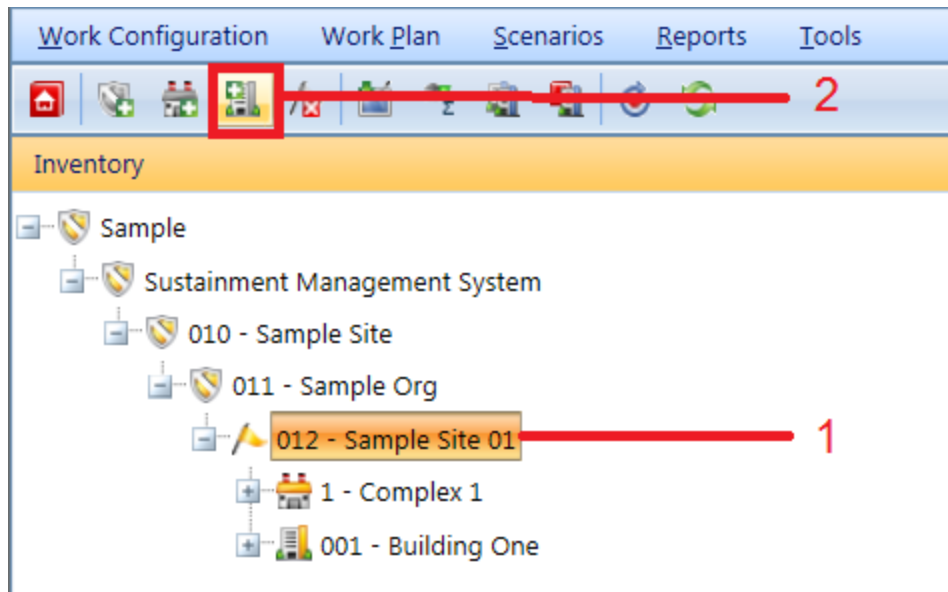 Work Configuration Work Plan Scenarios Reports Tools
2
Inventory
Sample
Sustainment Management System
010 - Sample Site
011 - Sample Org
012 - Sample Site 01 1
1 - Complex 1
001 - Building One